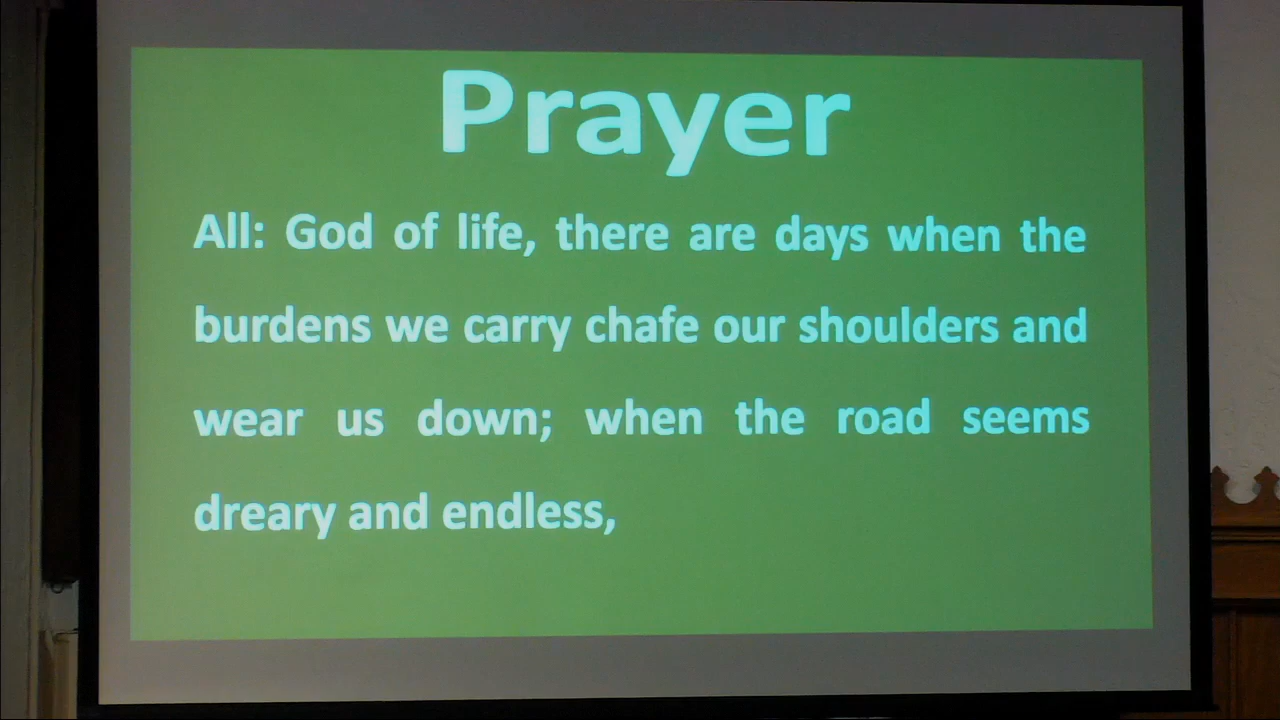 Prayer
All: God of life, there are days when the
burdens we carry chafe our shoulders and
wear us down; when the road seems
dreary and endless,